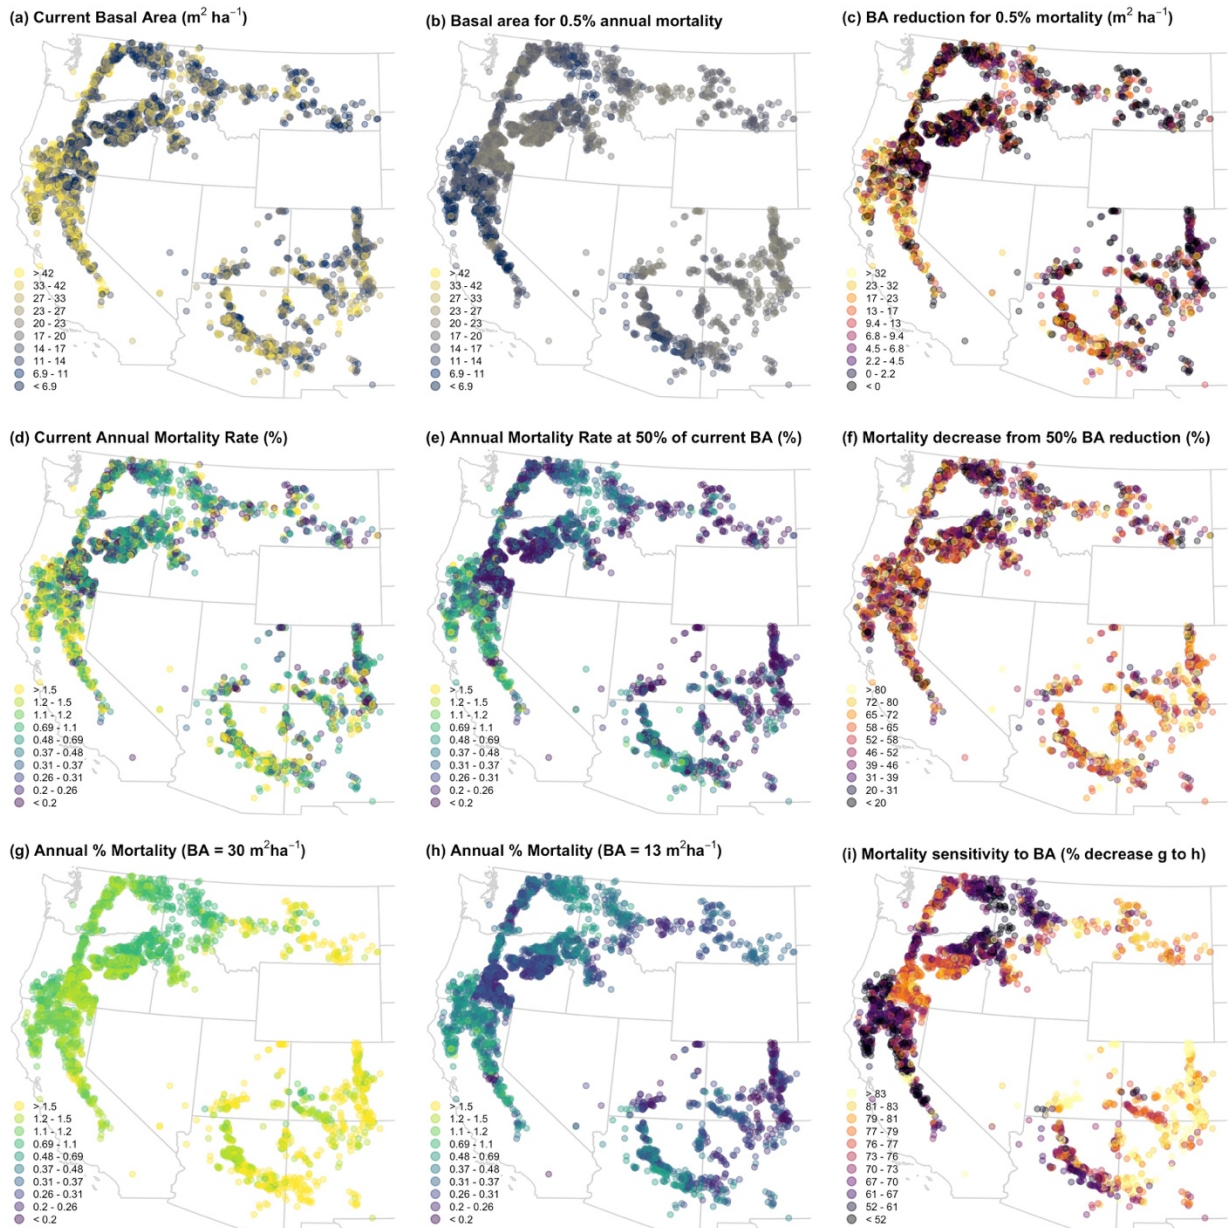 (a) Current Basal Area (m² ha⁻¹)
> 42
33 - 42
27 - 33
23 - 27
20 - 23
17 - 20
14 - 17
11 - 14
6.9 - 11
< 6.9
(b) Basal area for 0.5% annual mortality
> 42
33 - 42
27 - 33
23 - 27
20 - 23
17 - 20
14 - 17
11 - 14
6.9 - 11
< 6.9
(c) BA reduction for 0.5% mortality (m² ha⁻¹)
> 32
23 - 32
17 - 23
13 - 17
9.4 - 13
6.8 - 9.4
4.5 - 6.8
2.2 - 4.5
0 - 2.2
< 0
(d) Current Annual Mortality Rate (%)
> 1.5
1.2 - 1.5
1.1 - 1.2
0.69 - 1.1
0.48 - 0.69
0.37 - 0.48
0.31 - 0.37
0.26 - 0.31
0.2 - 0.26
< 0.2
(e) Annual Mortality Rate at 50% of current BA (%)
> 1.5
1.2 - 1.5
1.1 - 1.2
0.69 - 1.1
0.48 - 0.69
0.37 - 0.48
0.31 - 0.37
0.26 - 0.31
0.2 - 0.26
< 0.2
(f) Mortality decrease from 50% BA reduction (%)
> 80
72 - 80
65 - 72
58 - 65
52 - 58
46 - 52
39 - 46
31 - 39
20 - 31
< 20
(g) Annual % Mortality (BA = 30 m²ha⁻¹)
> 1.5
1.2 - 1.5
1.1 - 1.2
0.69 - 1.1
0.48 - 0.69
0.37 - 0.48
0.31 - 0.37
0.26 - 0.31
0.2 - 0.26
< 0.2
(h) Annual % Mortality (BA = 13 m²ha⁻¹)
> 1.5
1.2 - 1.5
1.1 - 1.2
0.69 - 1.1
0.48 - 0.69
0.37 - 0.48
0.31 - 0.37
0.26 - 0.31
0.2 - 0.26
< 0.2
(i) Mortality sensitivity to BA (% decrease g to h)
> 83
81 - 83
79 - 81
77 - 79
76 - 77
73 - 76
70 - 73
67 - 70
61 - 67
52 - 61
< 52